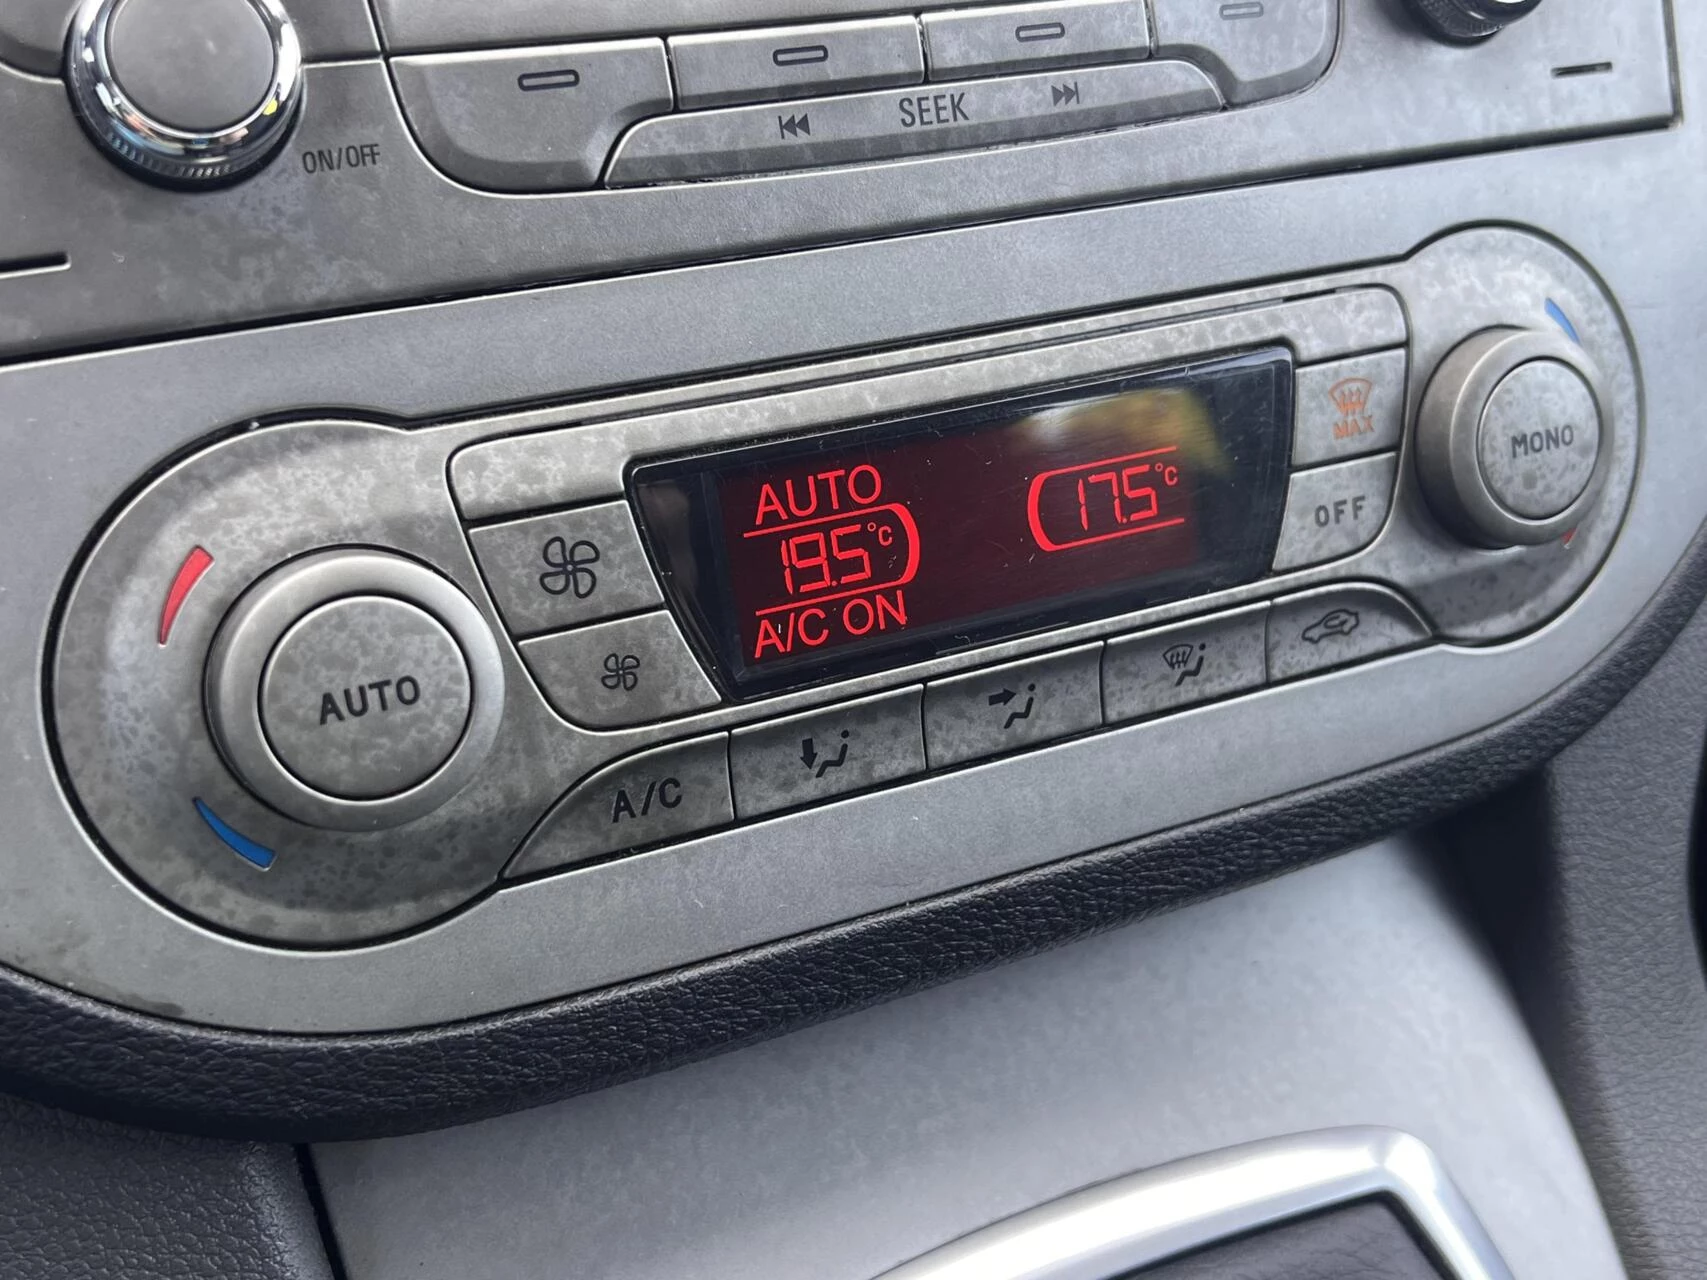 SEEK
ON/OFF
AUTO
19.5°C
A/C ON
17.5°C
MAX
OFF
MONO
AUTO
A/C